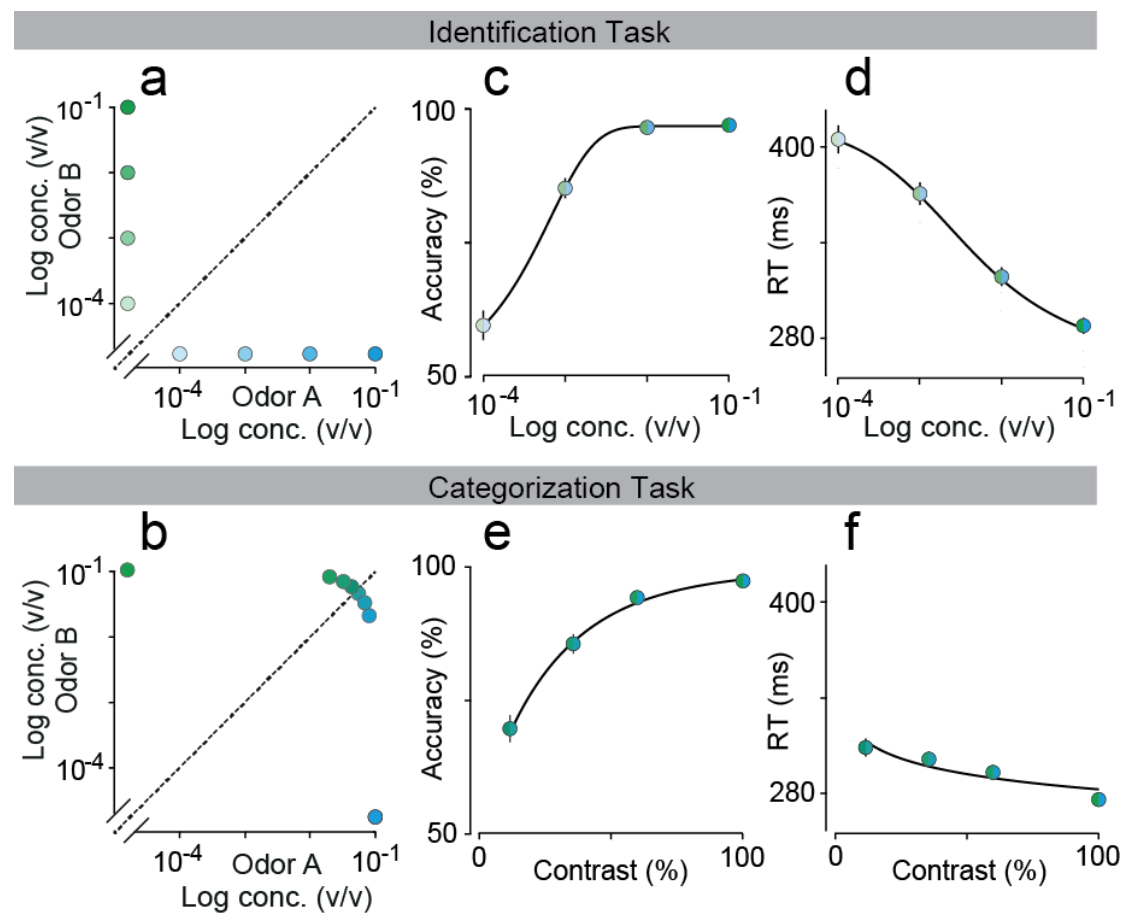 Identification Task
a
Log conc. (v/v)
Odor B
10⁻¹
10⁻⁴
10⁻⁴
Odor A
10⁻¹
Log conc. (v/v)
c
Accuracy (%)
100
50
10⁻⁴
10⁻¹
Log conc. (v/v)
d
RT (ms)
400
280
10⁻⁴
10⁻¹
Log conc. (v/v)
Categorization Task
b
Log conc. (v/v)
Odor B
10⁻¹
10⁻⁴
10⁻⁴
Odor A
10⁻¹
Log conc. (v/v)
e
Accuracy (%)
100
50
0
100
Contrast (%)
f
RT (ms)
400
280
0
100
Contrast (%)